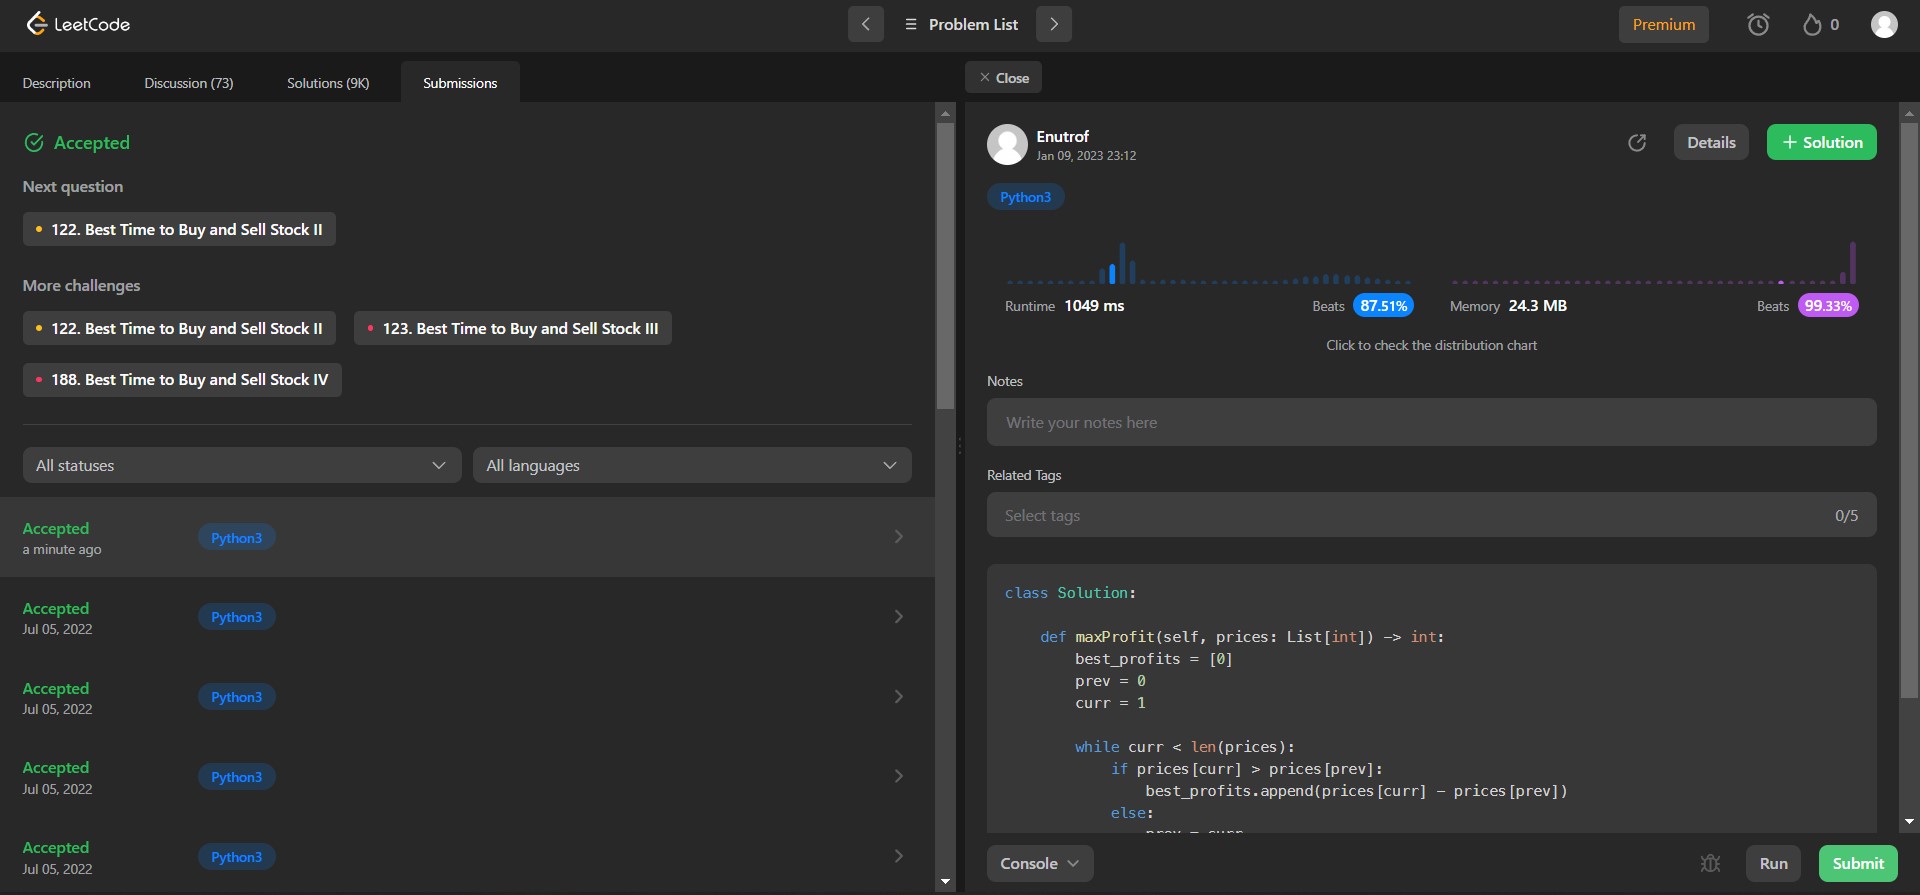 LeetCode
Problem List
Premium
0
Description
Discussion (73)
Solutions (9K)
Submissions
Accepted
Next question
122. Best Time to Buy and Sell Stock II
More challenges
122. Best Time to Buy and Sell Stock II
123. Best Time to Buy and Sell Stock III
188. Best Time to Buy and Sell Stock IV
All statuses
All languages
Accepted
a minute ago
Python3
Accepted
Jul 05, 2022
Python3
Accepted
Jul 05, 2022
Python3
Accepted
Jul 05, 2022
Python3
Accepted
Jul 05, 2022
Python3
Close
Enutrof
Jan 09, 2023 23:12
Details
+ Solution
Python3
Runtime 1049 ms
Beats 87.51%
Memory 24.3 MB
Beats 99.33%
Click to check the distribution chart
Notes
Write your notes here
Related Tags
Select tags
0/5
class Solution:
def maxProfit(self, prices: List[int]) -> int:
best_profits = [0]
prev = 0
curr = 1
while curr < len(prices):
if prices[curr] > prices[prev]:
best_profits.append(prices[curr] - prices[prev])
else:
prev = curr
Console
Run
Submit